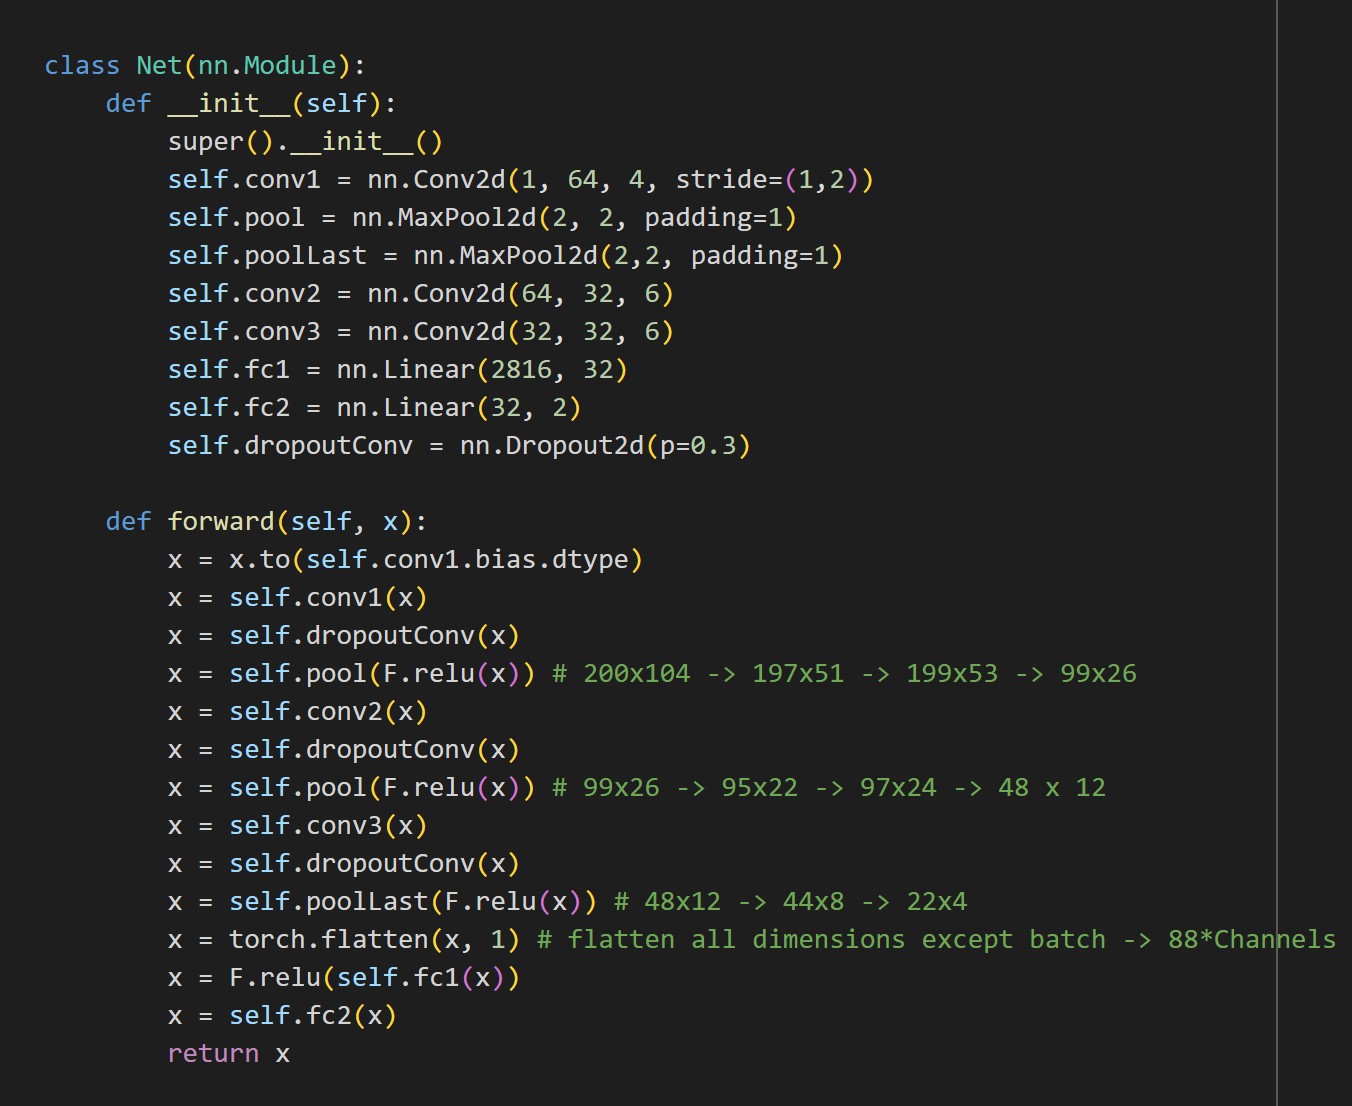 class Net(nn.Module):
    def __init__(self):
        super().__init__()
        self.conv1 = nn.Conv2d(1, 64, 4, stride=(1,2))
        self.pool = nn.MaxPool2d(2, 2, padding=1)
        self.poolLast = nn.MaxPool2d(2,2, padding=1)
        self.conv2 = nn.Conv2d(64, 32, 6)
        self.conv3 = nn.Conv2d(32, 32, 6)
        self.fc1 = nn.Linear(2816, 32)
        self.fc2 = nn.Linear(32, 2)
        self.dropoutConv = nn.Dropout2d(p=0.3)
    def forward(self, x):
        x = x.to(self.conv1.bias.dtype)
        x = self.conv1(x)
        x = self.dropoutConv(x)
        x = self.pool(F.relu(x)) # 200x104 -> 197x51 -> 199x53 -> 99x26
        x = self.conv2(x)
        x = self.dropoutConv(x)
        x = self.pool(F.relu(x)) # 99x26 -> 95x22 -> 97x24 -> 48 x 12
        x = self.conv3(x)
        x = self.dropoutConv(x)
        x = self.poolLast(F.relu(x)) # 48x12 -> 44x8 -> 22x4
        x = torch.flatten(x, 1) # flatten all dimensions except batch -> 88*Channels
        x = F.relu(self.fc1(x))
        x = self.fc2(x)
        return x